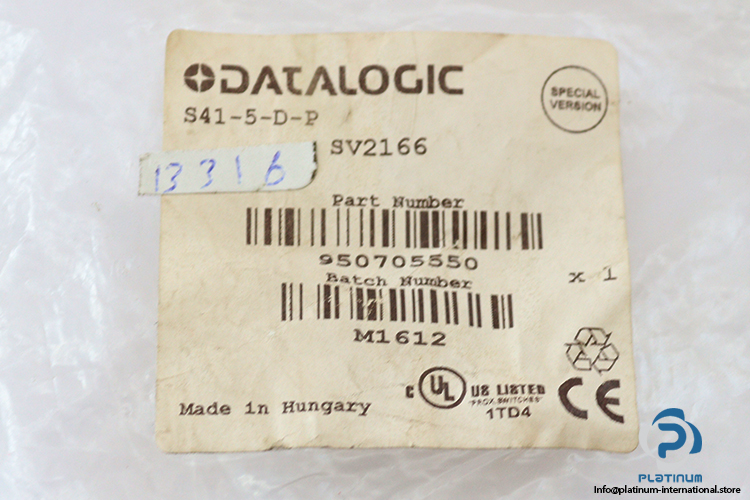 DATALOGIC
SPECIAL VERSION
S41-5-D-P
SV2166
13316
Part Number
950705550
Batch Number
x 1
M1612
c UL US LISTED
"PROX.SWITCHES"
1TD4
CE
Made in Hungary
PLATINUM
Info@platinum-international.store